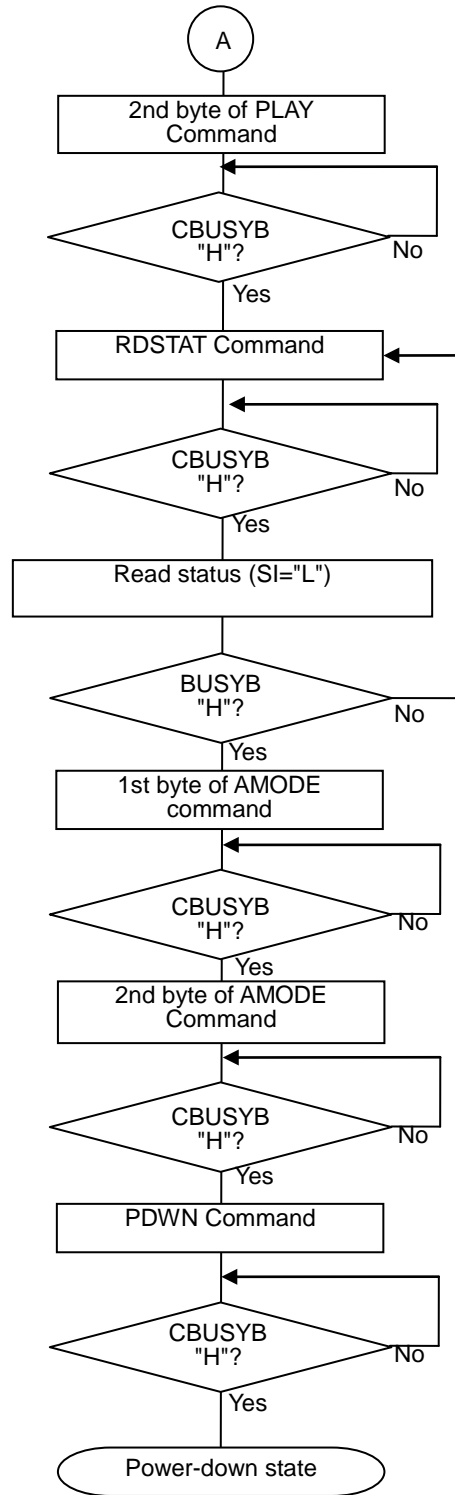 A
2nd byte of PLAY
Command
CBUSYB
"H"?
No
Yes
RDSTAT Command
CBUSYB
"H"?
No
Yes
Read status (SI="L")
BUSYB
"H"?
No
Yes
1st byte of AMODE
command
CBUSYB
"H"?
No
Yes
2nd byte of AMODE
Command
CBUSYB
"H"?
No
Yes
PDWN Command
CBUSYB
"H"?
No
Yes
Power-down state